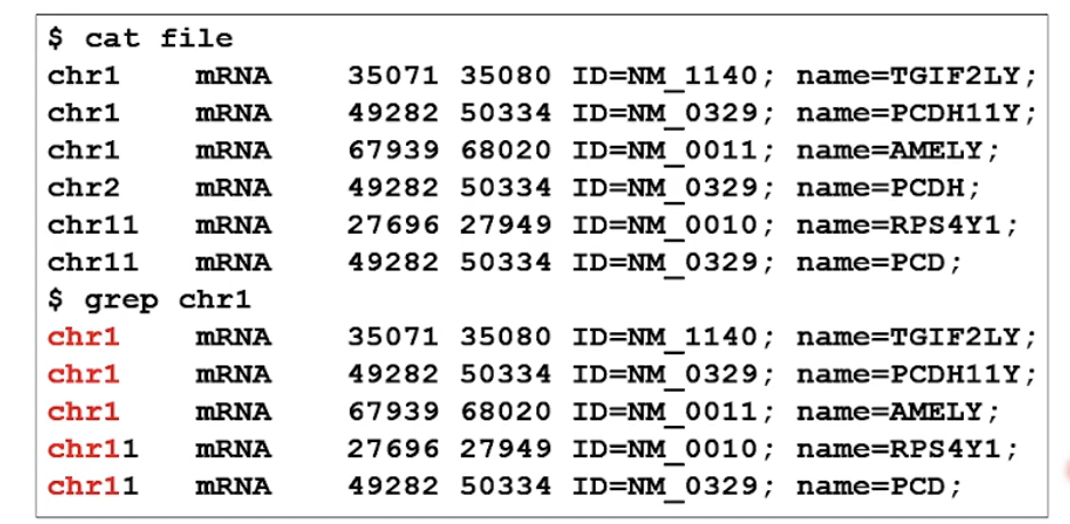 $ cat file
chr1 mRNA 35071 35080 ID=NM_1140; name=TGIF2LY;
chr1 mRNA 49282 50334 ID=NM_0329; name=PCDH11Y;
chr1 mRNA 67939 68020 ID=NM_0011; name=AMELY;
chr2 mRNA 49282 50334 ID=NM_0329; name=PCDH;
chr11 mRNA 27696 27949 ID=NM_0010; name=RPS4Y1;
chr11 mRNA 49282 50334 ID=NM_0329; name=PCD;
$ grep chr1
chr1 mRNA 35071 35080 ID=NM_1140; name=TGIF2LY;
chr1 mRNA 49282 50334 ID=NM_0329; name=PCDH11Y;
chr1 mRNA 67939 68020 ID=NM_0011; name=AMELY;
chr11 mRNA 27696 27949 ID=NM_0010; name=RPS4Y1;
chr11 mRNA 49282 50334 ID=NM_0329; name=PCD;